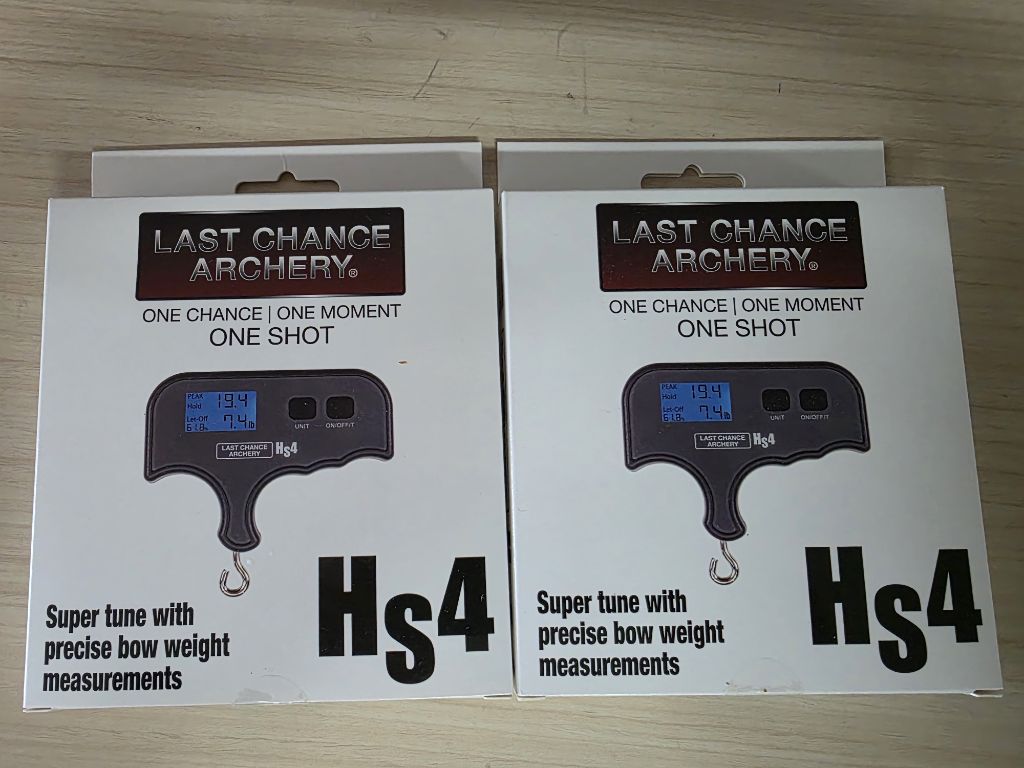 LAST CHANCE
ARCHERY®
ONE CHANCE | ONE MOMENT
ONE SHOT
PEAK
Hold
19.4
Let-Off
61.8%
7.4lb
UNIT
ON/OFF/T
LAST CHANCE
ARCHERY
Hs4
Super tune with
precise bow weight
measurements
Hs4
LAST CHANCE
ARCHERY®
ONE CHANCE | ONE MOMENT
ONE SHOT
PEAK
Hold
19.4
Let-Off
61.8%
7.4lb
UNIT
ON/OFF/T
LAST CHANCE
ARCHERY
Hs4
Super tune with
precise bow weight
measurements
Hs4